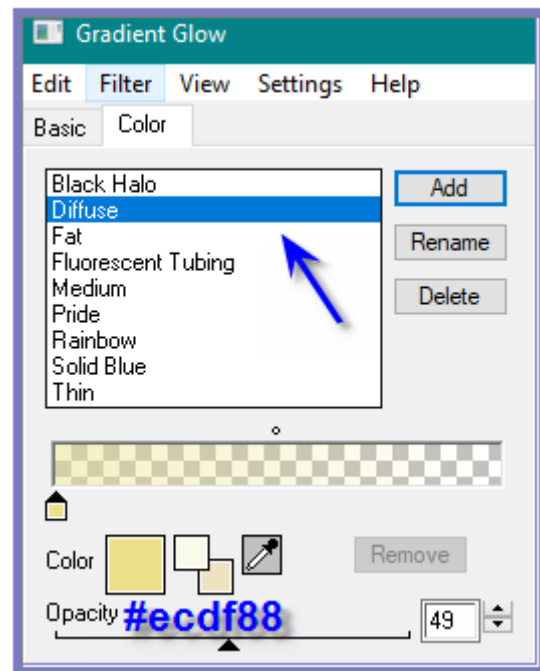 Gradient Glow
Edit Filter View Settings Help
Basic Color
Black Halo
Diffuse
Fat
Fluorescent Tubing
Medium
Pride
Rainbow
Solid Blue
Thin
Add
Rename
Delete
Color
Remove
Opacity #ecdf88 49